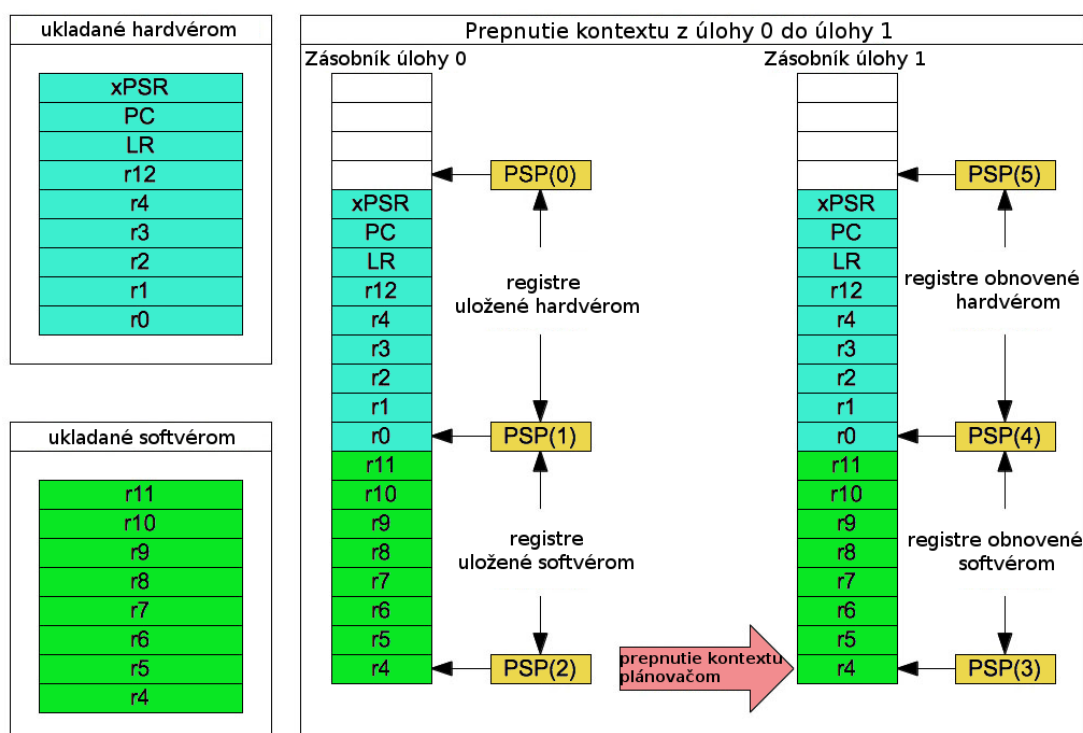 ukladané hardvérom
xPSR
PC
LR
r12
r4
r3
r2
r1
r0
ukladané softvérom
r11
r10
r9
r8
r7
r6
r5
r4
Prepnutie kontextu z úlohy 0 do úlohy 1
Zásobník úlohy 0
xPSR
PC
LR
r12
r4
r3
r2
r1
r0
r11
r10
r9
r8
r7
r6
r5
r4
PSP(0)
registre
uložené hardvérom
PSP(1)
registre
uložené softvérom
PSP(2)
prepnutie kontextu
plánovačom
Zásobník úlohy 1
xPSR
PC
LR
r12
r4
r3
r2
r1
r0
r11
r10
r9
r8
r7
r6
r5
r4
PSP(5)
registre obnovené
hardvérom
PSP(4)
registre obnovené
softvérom
PSP(3)